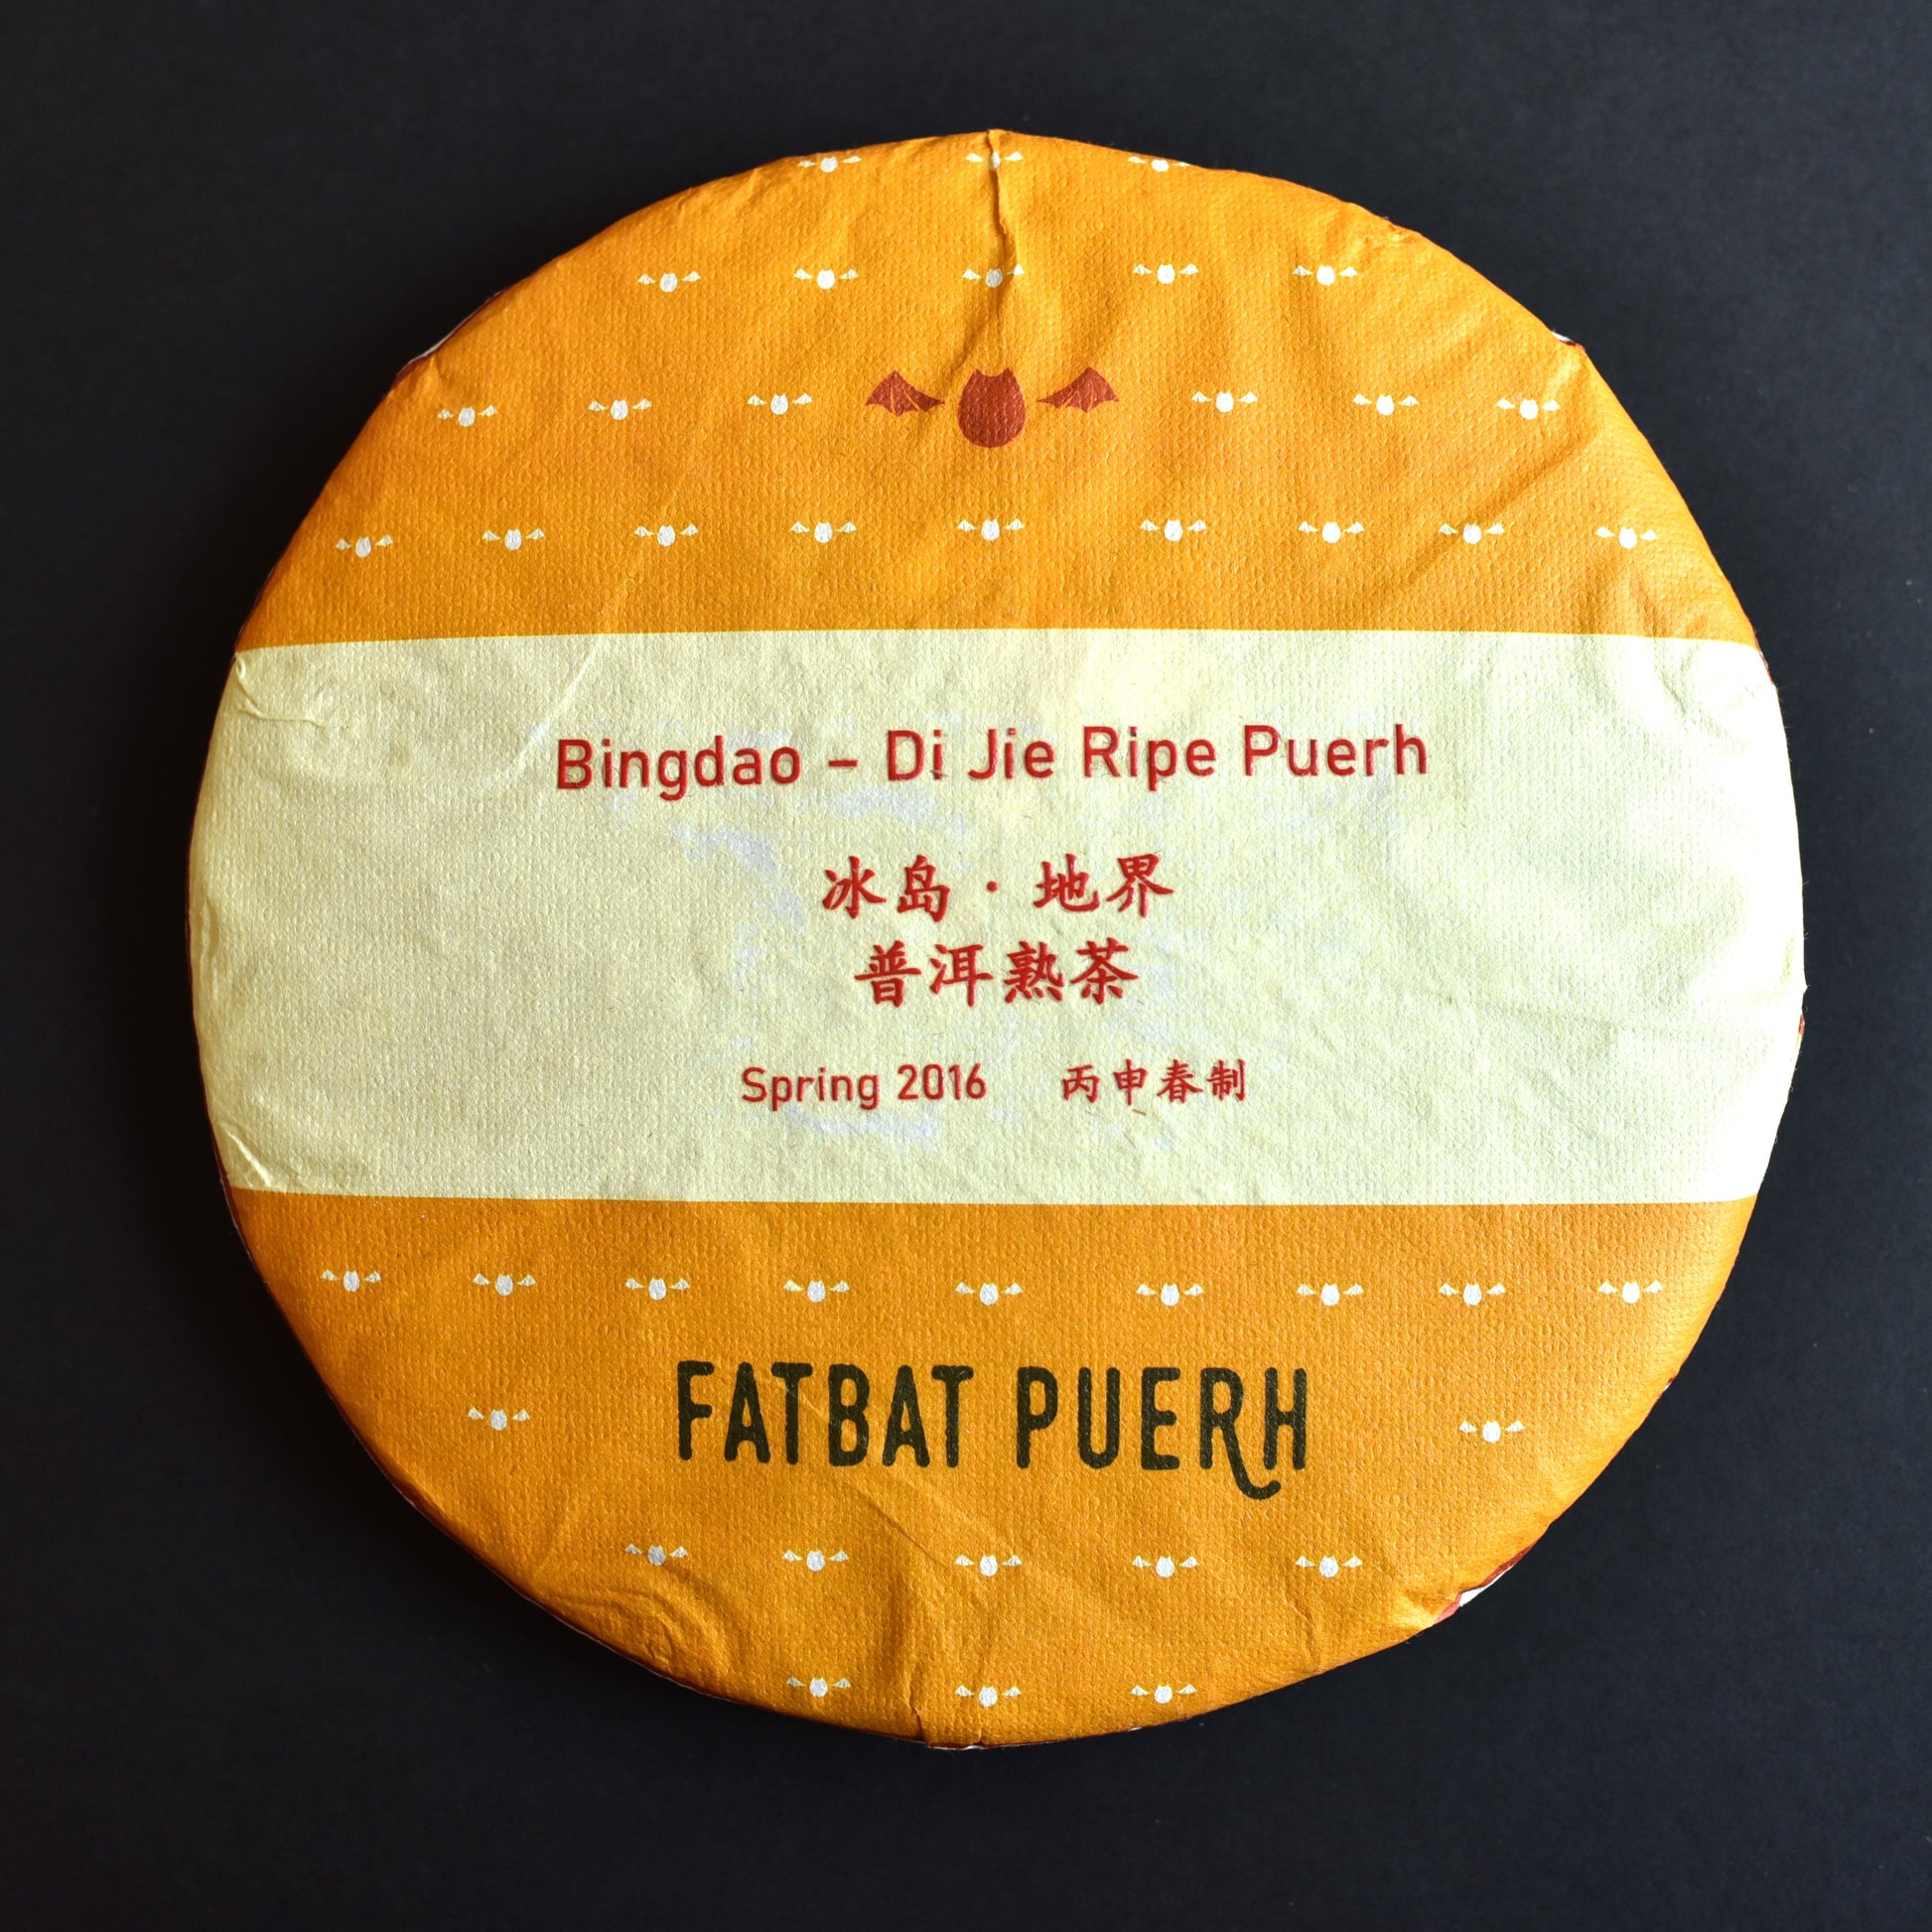 Bingdao – Di Jie Ripe Puerh
冰岛·地界
普洱熟茶
Spring 2016 丙申春制
FATBAT PUERH